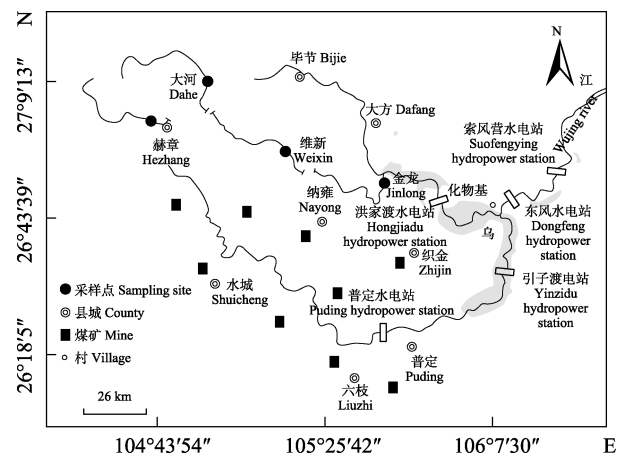 N
27°9′13″
26°43′39″
26°18′5″
104°43′54″
105°25′42″
106°7′30″
E
N
毕节 Bijie
大河
Dahe
大方 Dafang
江
Wujing river
索风营水电站
Suofengying
hydropower station
赫章
Hezhang
维新
Weixin
金龙
Jinlong
化物基
纳雍
Nayong
洪家渡水电站
Hongjiadu
hydropower station
乌
东风水电站
Dongfeng
hydropower
station
织金
Zhijin
水城
Shuicheng
普定水电站
Puding hydropower station
引子渡电站
Yinzidu
hydropower
station
采样点 Sampling site
县城 County
煤矿 Mine
村 Village
普定
Puding
六枝
Liuzhi
26 km